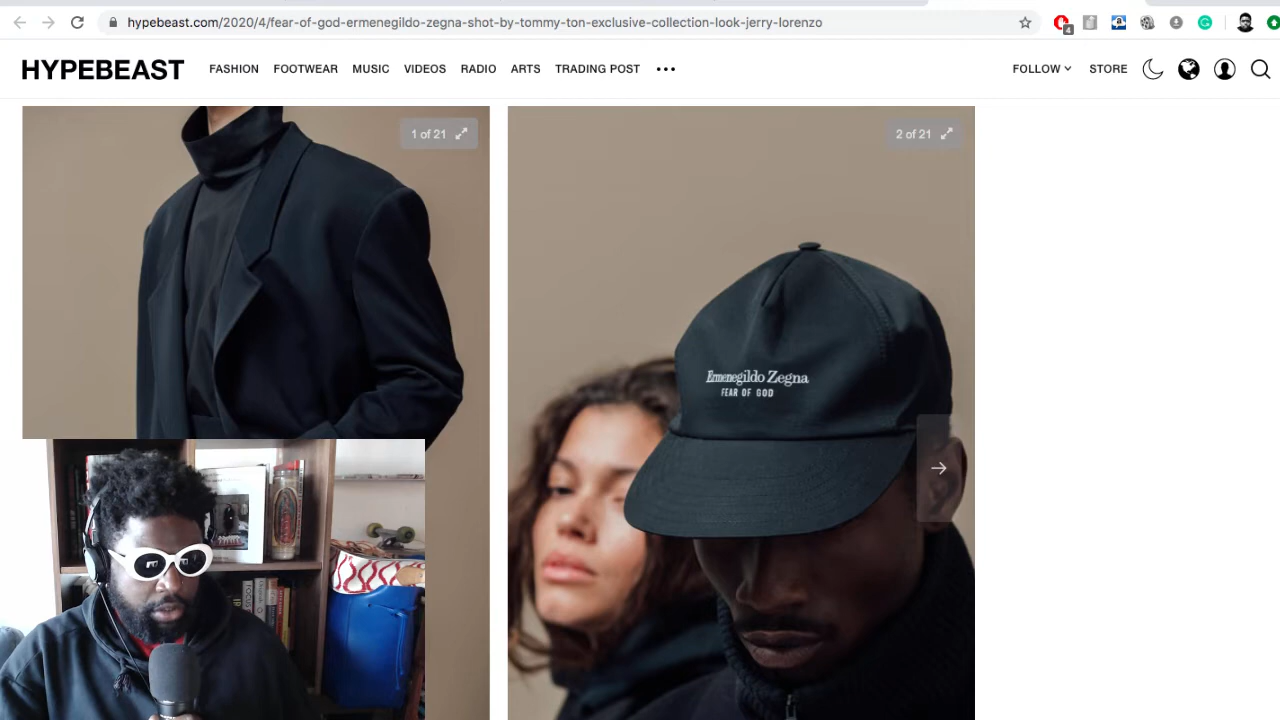 hypebeast.com/2020/4/fear-of-god-ermenegildo-zegna-shot-by-tommy-ton-exclusive-collection-look-jerry-lorenzo
4
HYPEBEAST FASHION FOOTWEAR MUSIC VIDEOS RADIO ARTS TRADING POST FOLLOW STORE
1 of 21
2 of 21
Ermenegildo Zegna
FEAR OF GOD